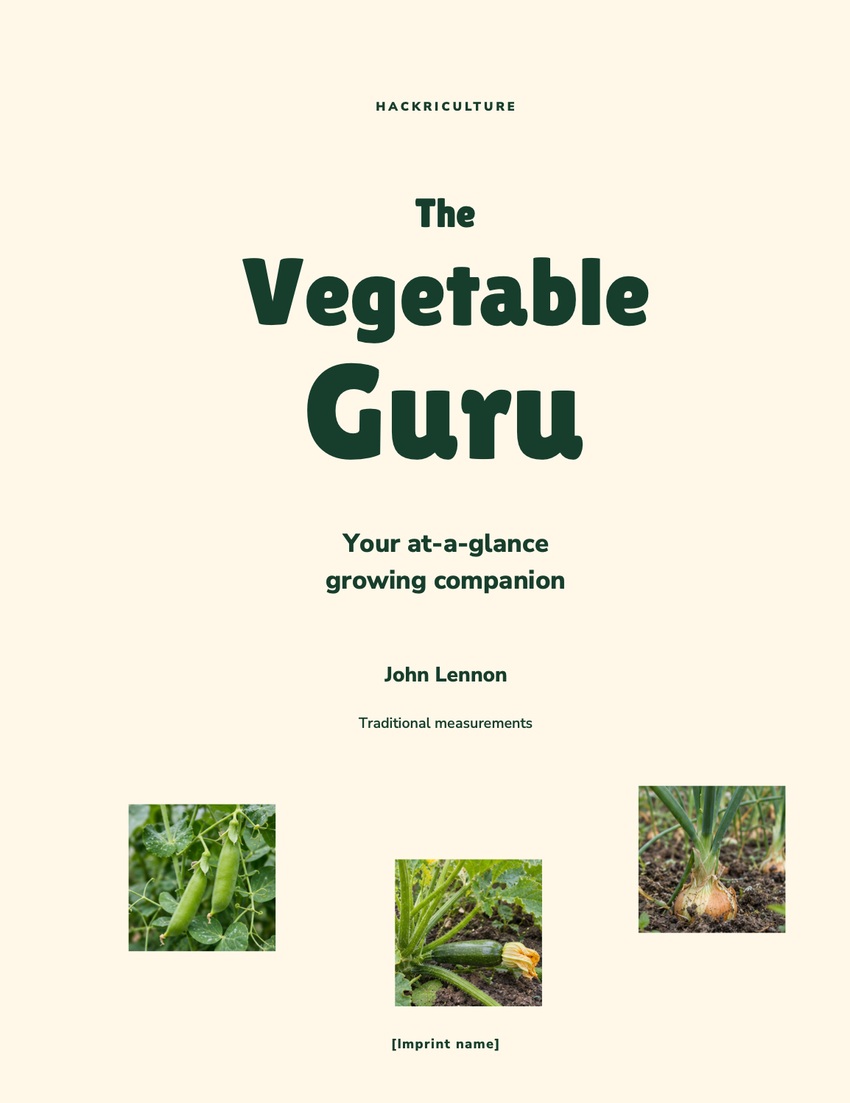 HACKRICULTURE
The
Vegetable
Guru
Your at-a-glance
growing companion
John Lennon
Traditional measurements
[Imprint name]